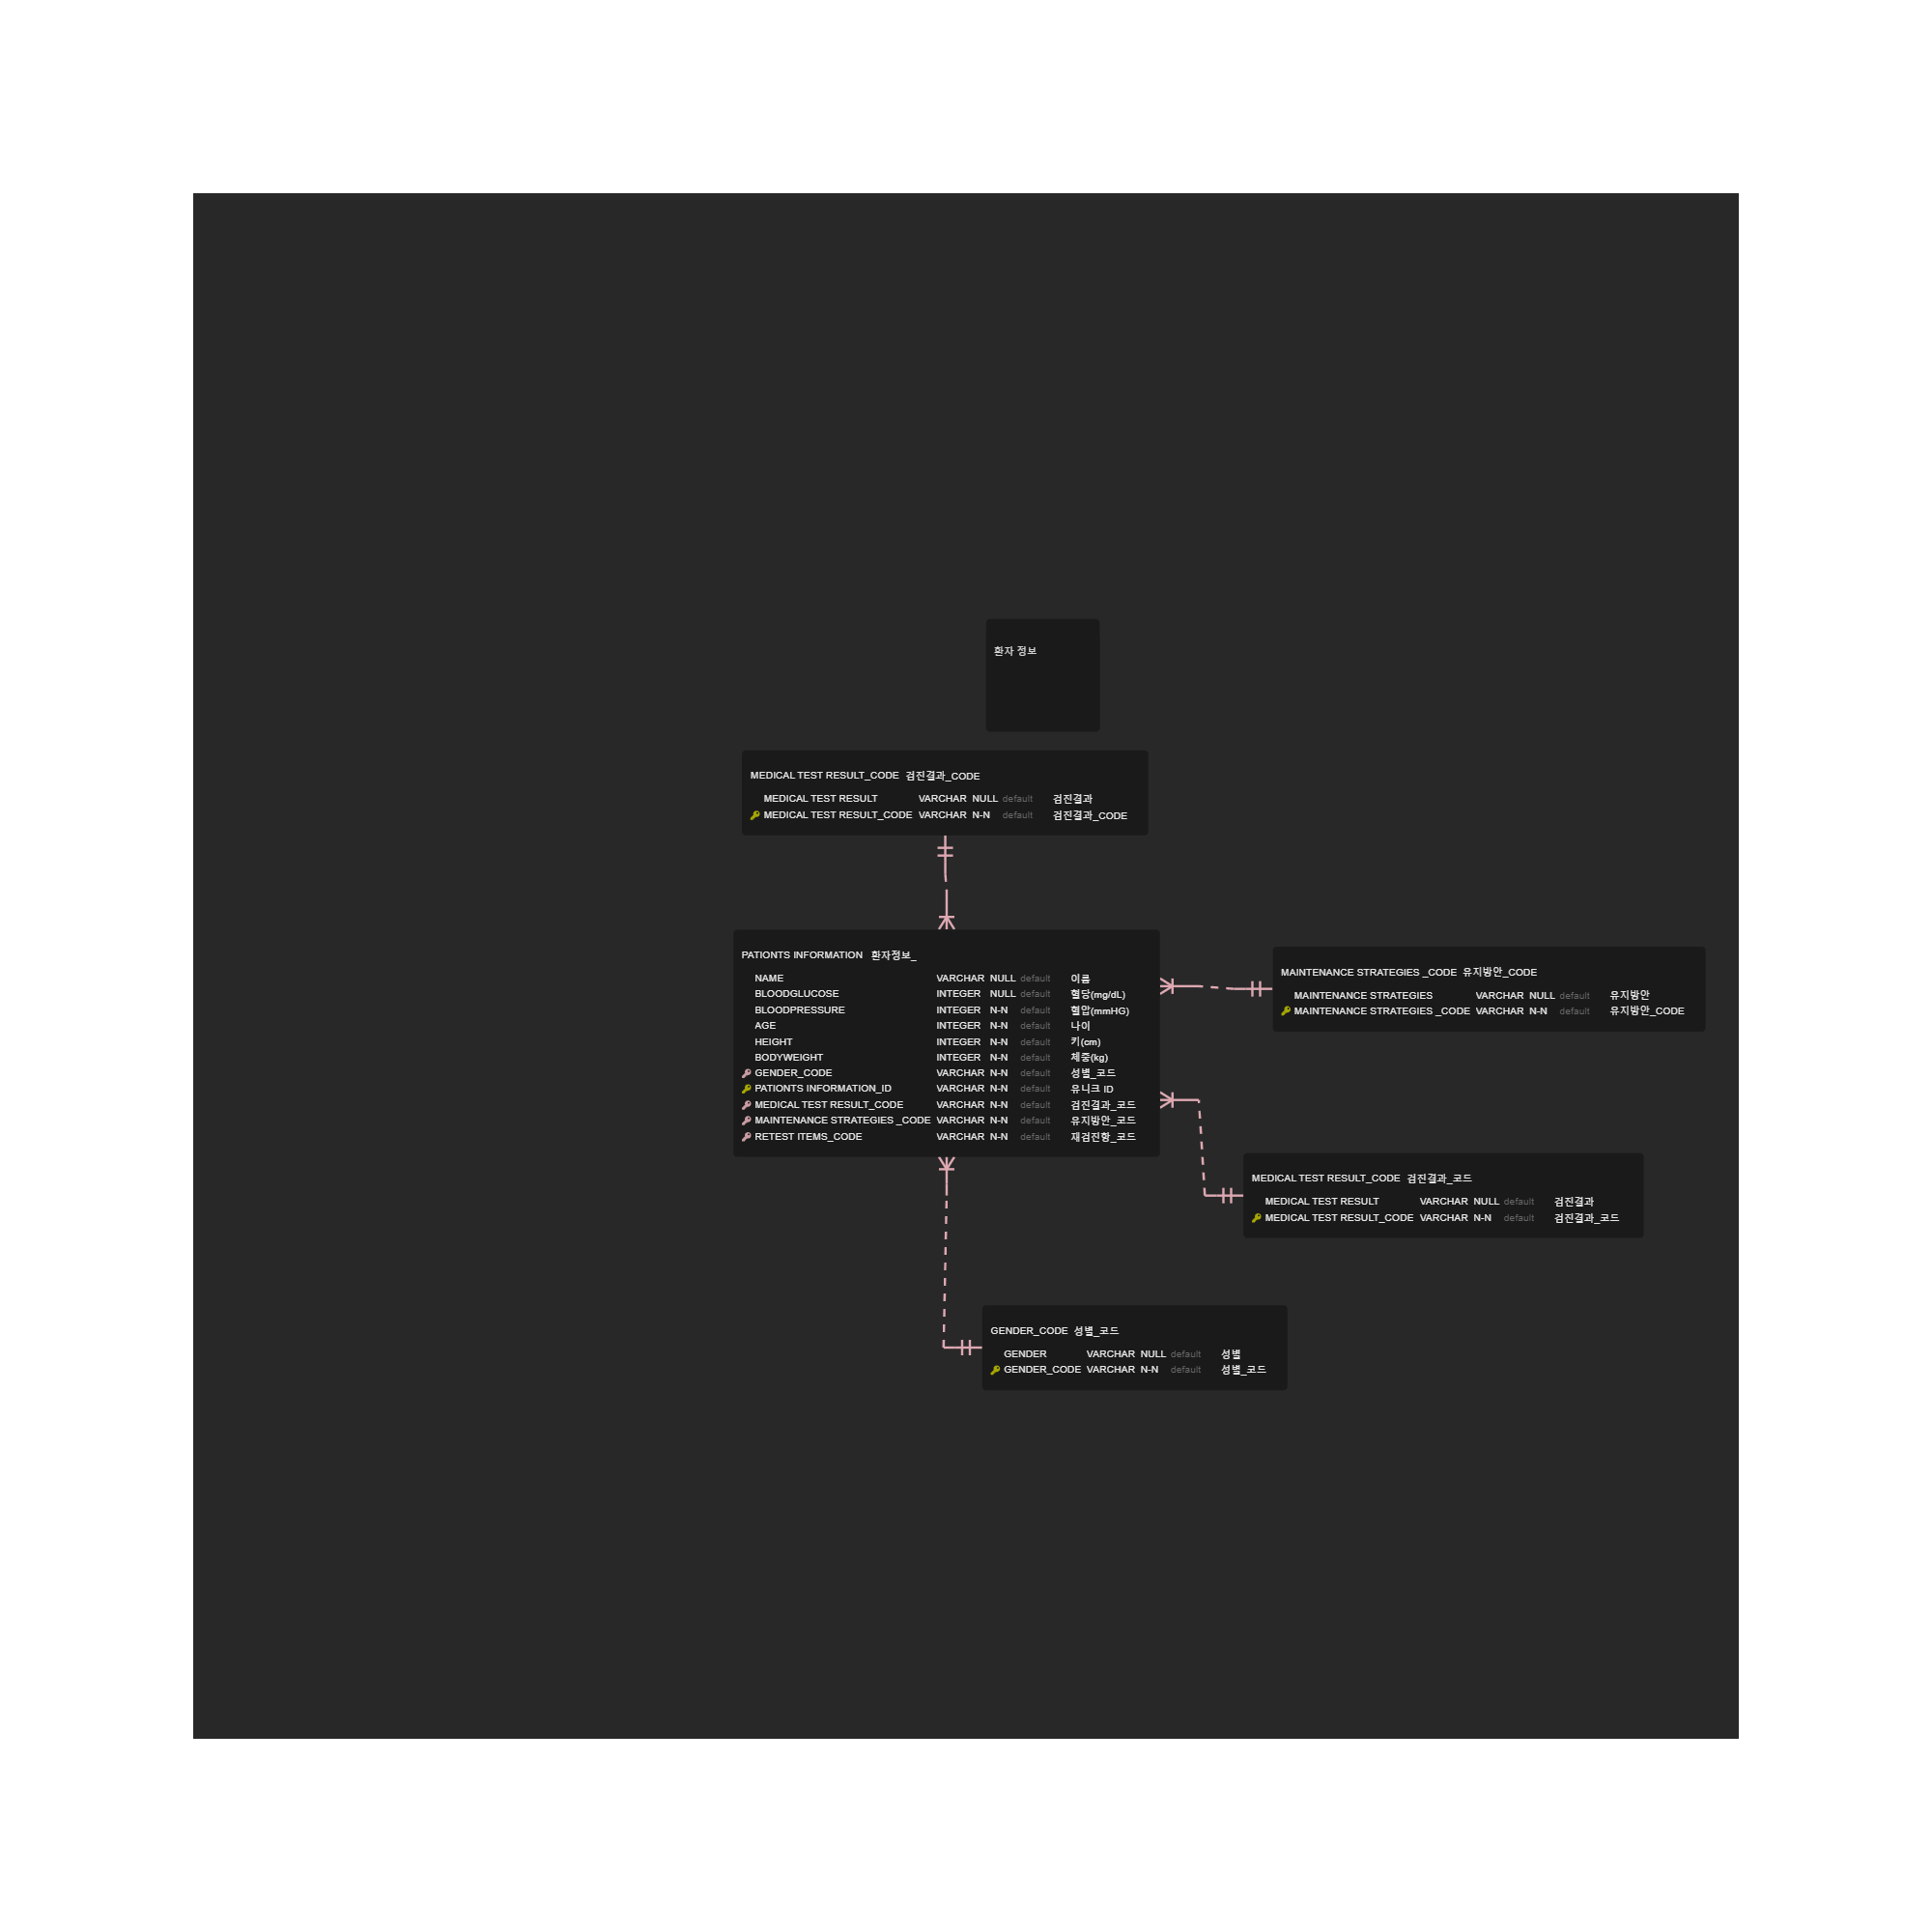 환자 정보
MEDICAL TEST RESULT_CODE 검진결과_CODE
MEDICAL TEST RESULT VARCHAR NULL default 검진결과
MEDICAL TEST RESULT_CODE VARCHAR N-N default 검진결과_CODE
PATIONTS INFORMATION 환자정보_
NAME VARCHAR NULL default 이름
BLOODGLUCOSE INTEGER NULL default 혈당(mg/dL)
BLOODPRESSURE INTEGER N-N default 혈압(mmHG)
AGE INTEGER N-N default 나이
HEIGHT INTEGER N-N default 키(cm)
BODYWEIGHT INTEGER N-N default 체중(kg)
GENDER_CODE VARCHAR N-N default 성별_코드
PATIONTS INFORMATION_ID VARCHAR N-N default 유니크 ID
MEDICAL TEST RESULT_CODE VARCHAR N-N default 검진결과_코드
MAINTENANCE STRATEGIES _CODE VARCHAR N-N default 유지방안_코드
RETEST ITEMS_CODE VARCHAR N-N default 재검진항_코드
MAINTENANCE STRATEGIES _CODE 유지방안_CODE
MAINTENANCE STRATEGIES VARCHAR NULL default 유지방안
MAINTENANCE STRATEGIES _CODE VARCHAR N-N default 유지방안_CODE
MEDICAL TEST RESULT_CODE 검진결과_코드
MEDICAL TEST RESULT VARCHAR NULL default 검진결과
MEDICAL TEST RESULT_CODE VARCHAR N-N default 검진결과_코드
GENDER_CODE 성별_코드
GENDER VARCHAR NULL default 성별
GENDER_CODE VARCHAR N-N default 성별_코드